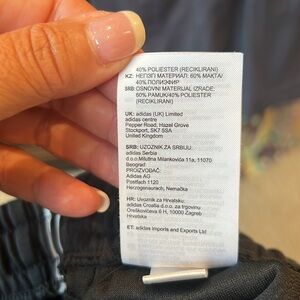 40% POLIESTER (RECIKLIRANI)
KZ: НЕГІЗГІ МАТЕРИАЛ: 60% МАҚТА/
40% ПОЛИЭФИР
SRB: OSNOVNI MATERIJAL IZRADE:
60% PAMUK/40% POLIESTER
(RECIKLIRANI)
UK: adidas (UK) Limited
adidas centre
Pepper Road, Hazel Grove
Stockport, SK7 5SA
United Kingdom
SRB: UZOZNIK ZA SRBIJU:
adidas Serbia
d.o.o.Milutina Milankovića 11a, 11070
Beograd
PROIZVOĐAČ:
Adidas AG
Postfach 1120
Herzogenaurach, Nemačka
HR: Uvoznik za Hrvatsku:
adidas Croatia d.o.o. za trgovinu
Oreškovićeva 6 H, 10000 Zagreb
Hrvatska
ET: adidas Imports and Exports Ltd